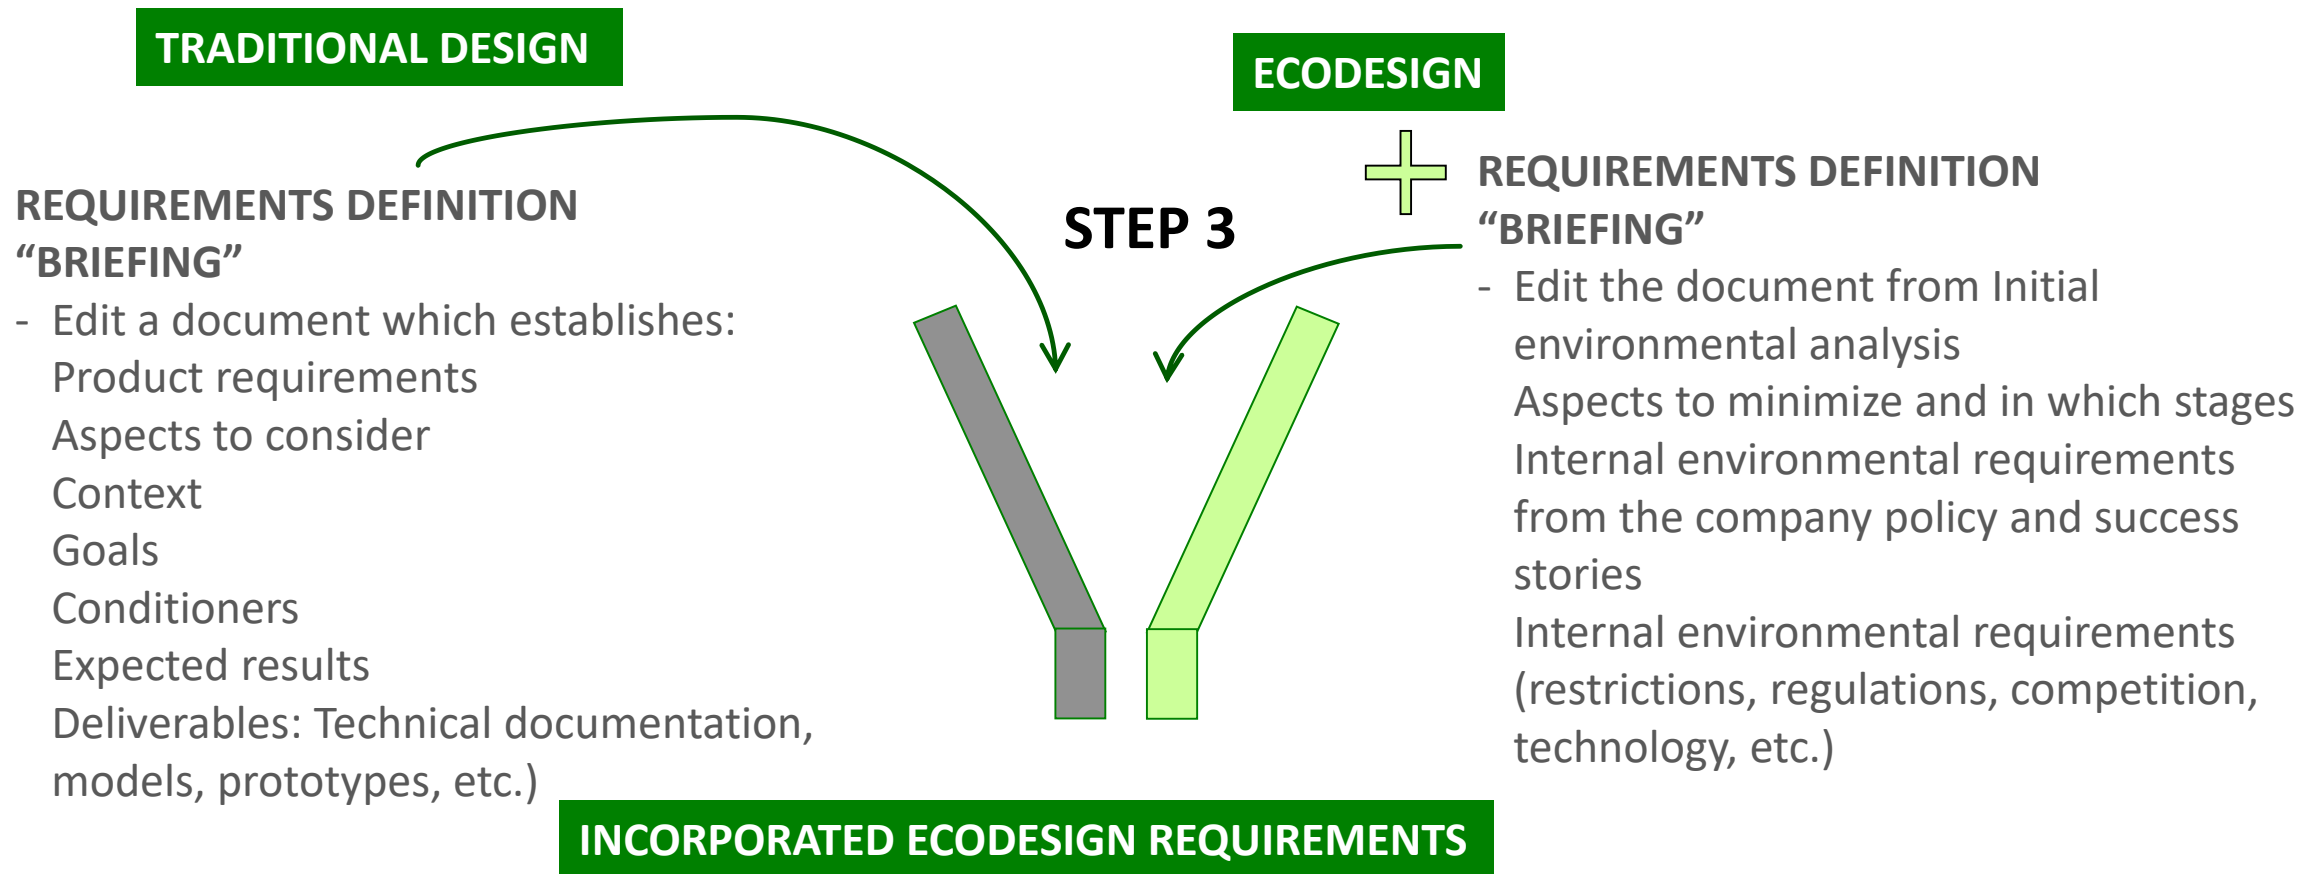 TRADITIONAL DESIGN
REQUIREMENTS DEFINITION
“BRIEFING”
- Edit a document which establishes:
Product requirements
Aspects to consider
Context
Goals
Conditioners
Expected results
Deliverables: Technical documentation,
models, prototypes, etc.)
STEP 3
ECODESIGN
REQUIREMENTS DEFINITION
“BRIEFING”
- Edit the document from Initial
environmental analysis
Aspects to minimize and in which stages
Internal environmental requirements
from the company policy and success
stories
Internal environmental requirements
(restrictions, regulations, competition,
technology, etc.)
INCORPORATED ECODESIGN REQUIREMENTS